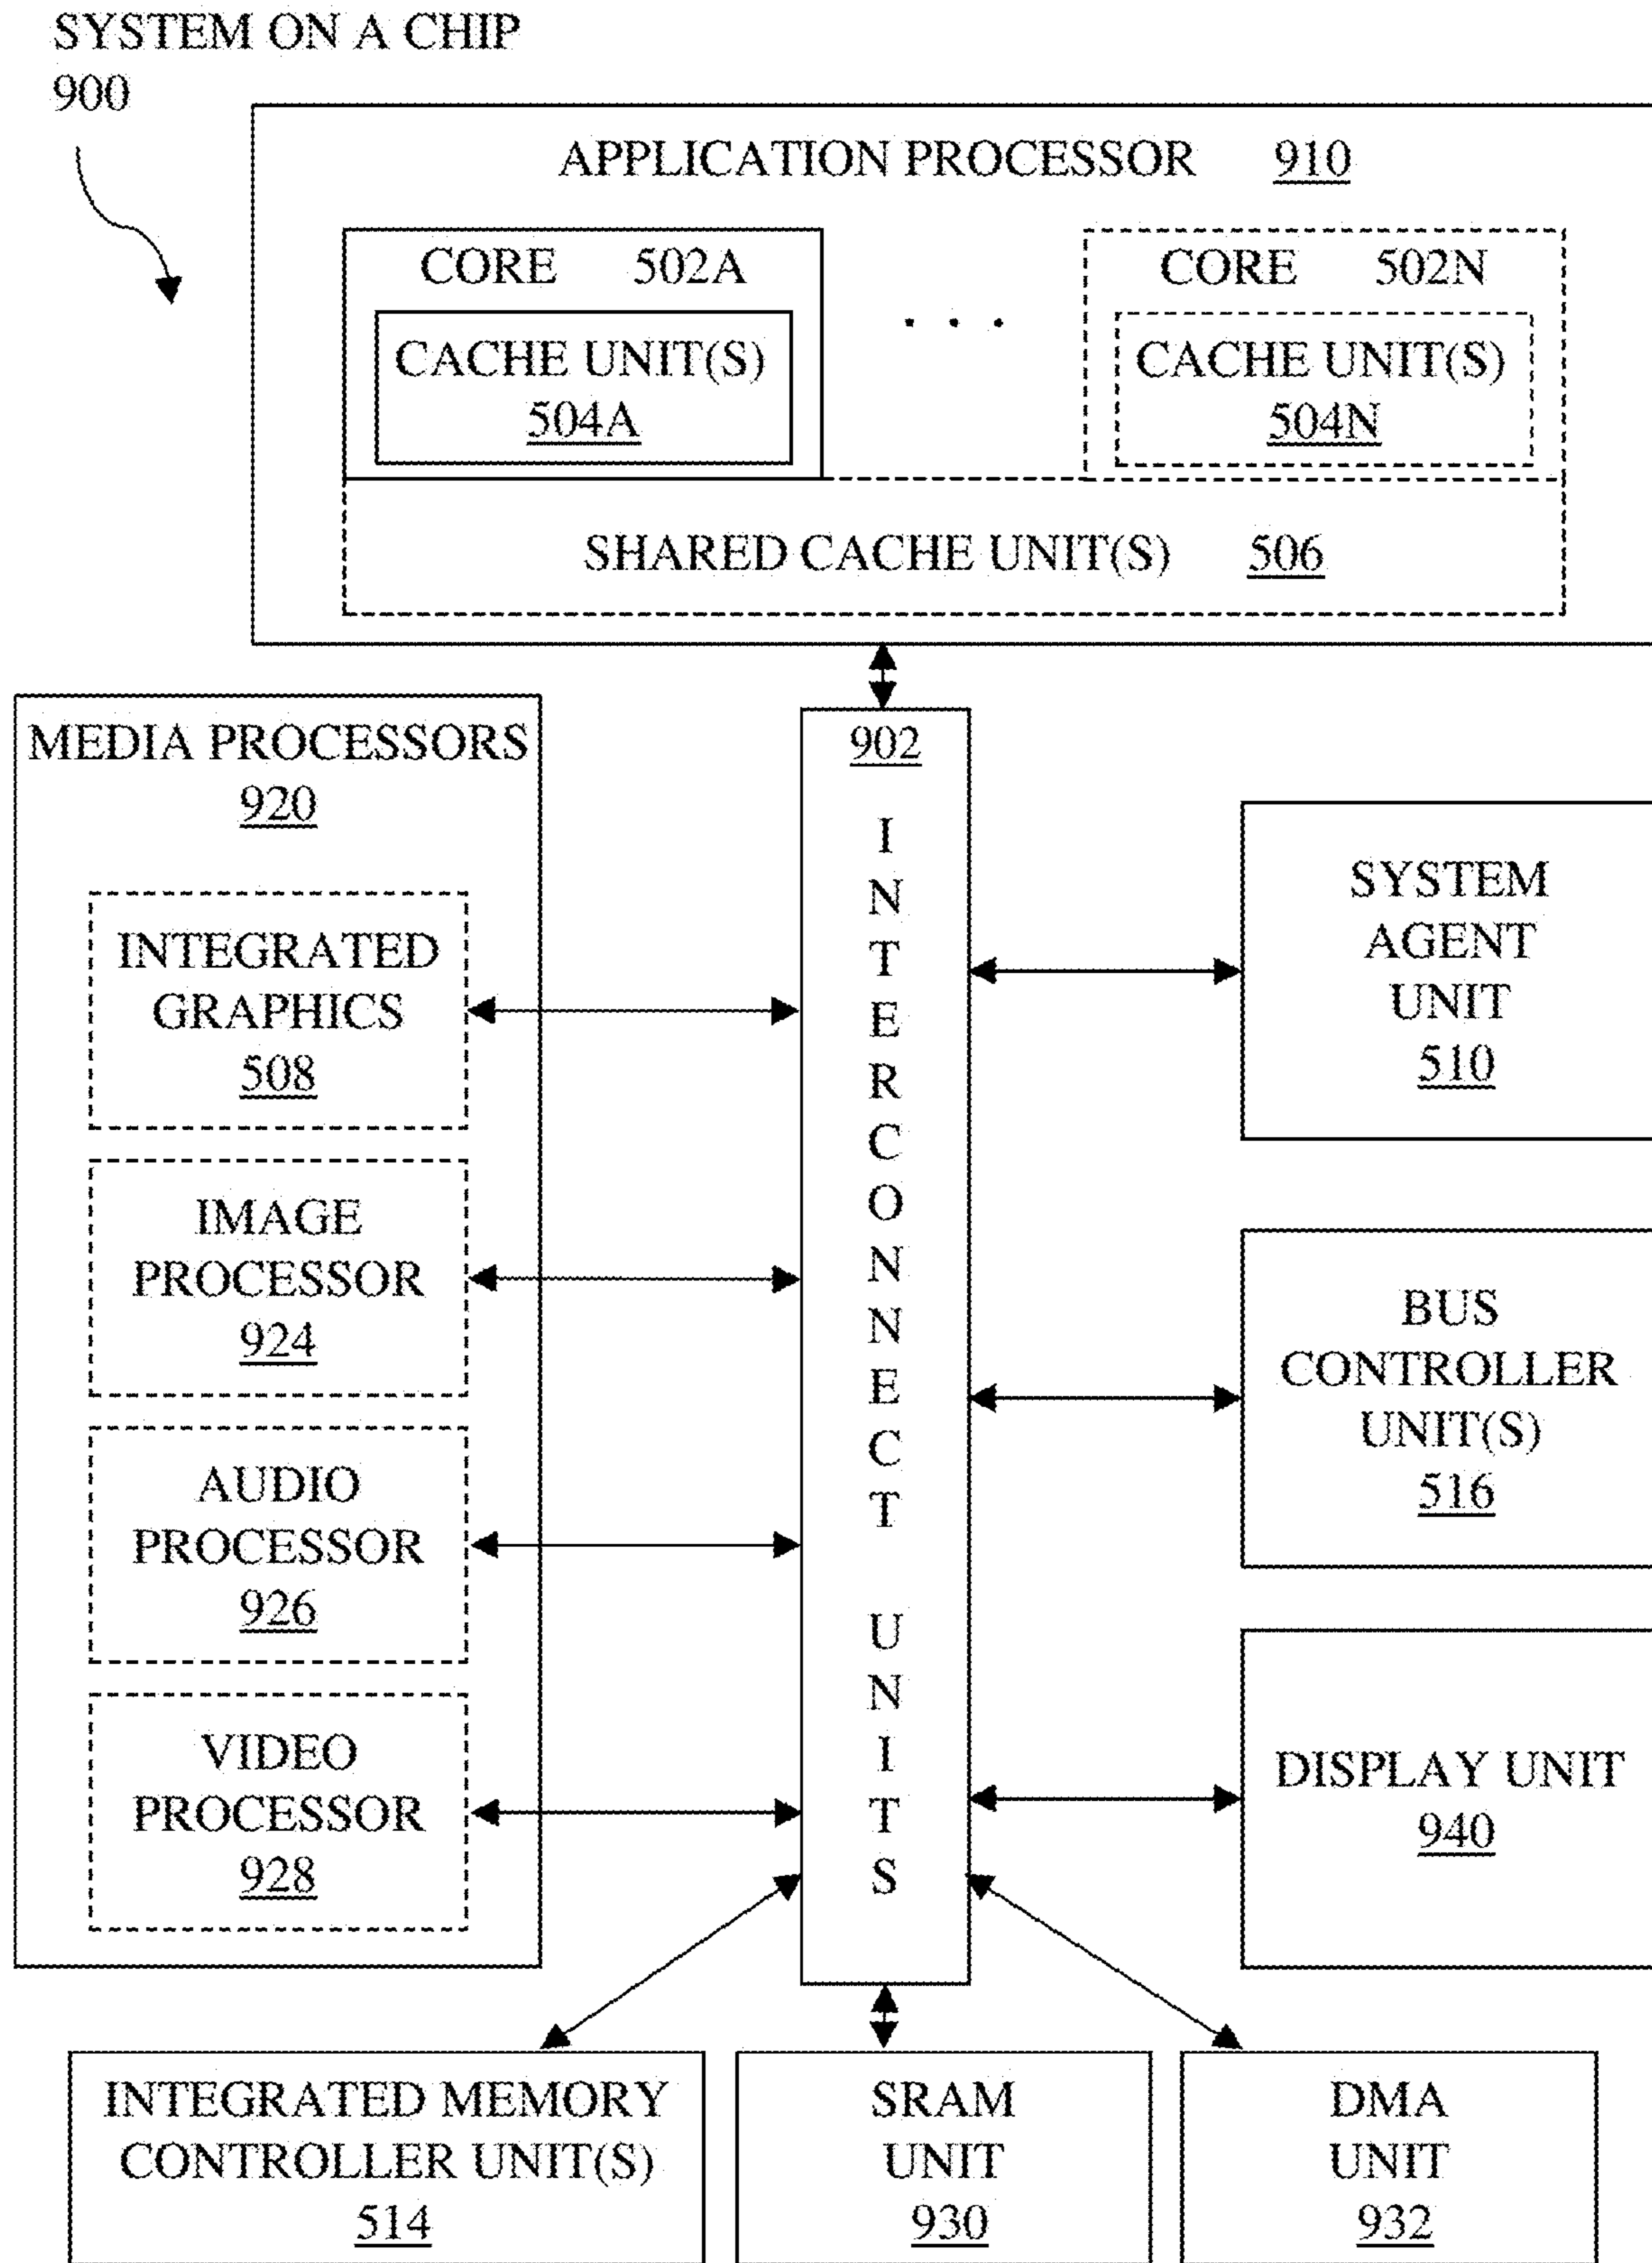 SYSTEM ON A CHIP
900
APPLICATION PROCESSOR 910
CORE 502A
CACHE UNIT(S)
504A
. . .
CORE 502N
CACHE UNIT(S)
504N
SHARED CACHE UNIT(S) 506
MEDIA PROCESSORS
920
INTEGRATED
GRAPHICS
508
IMAGE
PROCESSOR
924
AUDIO
PROCESSOR
926
VIDEO
PROCESSOR
928
902
INTERCONNECT UNITS
SYSTEM
AGENT
UNIT
510
BUS
CONTROLLER
UNIT(S)
516
DISPLAY UNIT
940
INTEGRATED MEMORY
CONTROLLER UNIT(S)
514
SRAM
UNIT
930
DMA
UNIT
932